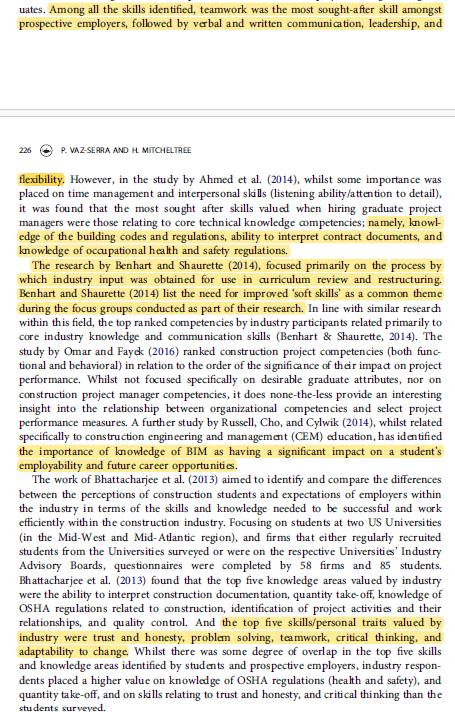 uates. Among all the skills identified, teamwork was the most sought-after skill amongst
prospective employers, followed by verbal and written communication, leadership, and
226 P. VAZ-SERRA AND H. MITCHELTREE
flexibility. However, in the study by Ahmed et al. (2014), whilst some importance was
placed on time management and interpersonal skills (listening ability/attention to detail),
it was found that the most sought after skills valued when hiring graduate project
managers were those relating to core technical knowledge competencies; namely, knowl-
edge of the building codes and regulations, ability to interpret contract documents, and
knowledge of occupational health and safety regulations.
The research by Benhart and Shaurette (2014), focused primarily on the process by
which industry input was obtained for use in curriculum review and restructuring.
Benhart and Shaurette (2014) list the need for improved 'soft skills' as a common theme
during the focus groups conducted as part of their research. In line with similar research
within this field, the top ranked competencies by industry participants related primarily to
core industry knowledge and communication skills (Benhart & Shaurette, 2014). The
study by Omar and Fayek (2016) ranked construction project competencies (both func-
tional and behavioral) in relation to the order of the significance of their impact on project
performance. Whilst not focused specifically on desirable graduate attributes, nor on
construction project manager competencies, it does none-the-less provide an interesting
insight into the relationship between organizational competencies and select project
performance measures. A further study by Russell, Cho, and Cylwik (2014), whilst related
specifically to construction engineering and management (CEM) education, has identified
the importance of knowledge of BIM as having a significant impact on a student's
employability and future career opportunities.
The work of Bhattacharjee et al. (2013) aimed to identify and compare the differences
between the perceptions of construction students and expectations of employers within
the industry in terms of the skills and knowledge needed to be successful and work
efficiently within the construction industry. Focusing on students at two US Universities
(in the Mid-West and Mid-Atlantic region), and firms that either regularly recruited
students from the Universities surveyed or were on the respective Universities' Industry
Advisory Boards, questionnaires were completed by 58 firms and 85 students.
Bhattacharjee et al. (2013) found that the top five knowledge areas valued by industry
were the ability to interpret construction documentation, quantity take-off, knowledge of
OSHA regulations related to construction, identification of project activities and their
relationships, and quality control. And the top five skills/personal traits valued by
industry were trust and honesty, problem solving, teamwork, critical thinking, and
adaptability to change. Whilst there was some degree of overlap in the top five skills
and knowledge areas identified by students and prospective employers, industry respon-
dents placed a higher value on knowledge of OSHA regulations (health and safety), and
quantity take-off, and on skills relating to trust and honesty, and critical thinking than the
students surveyed.